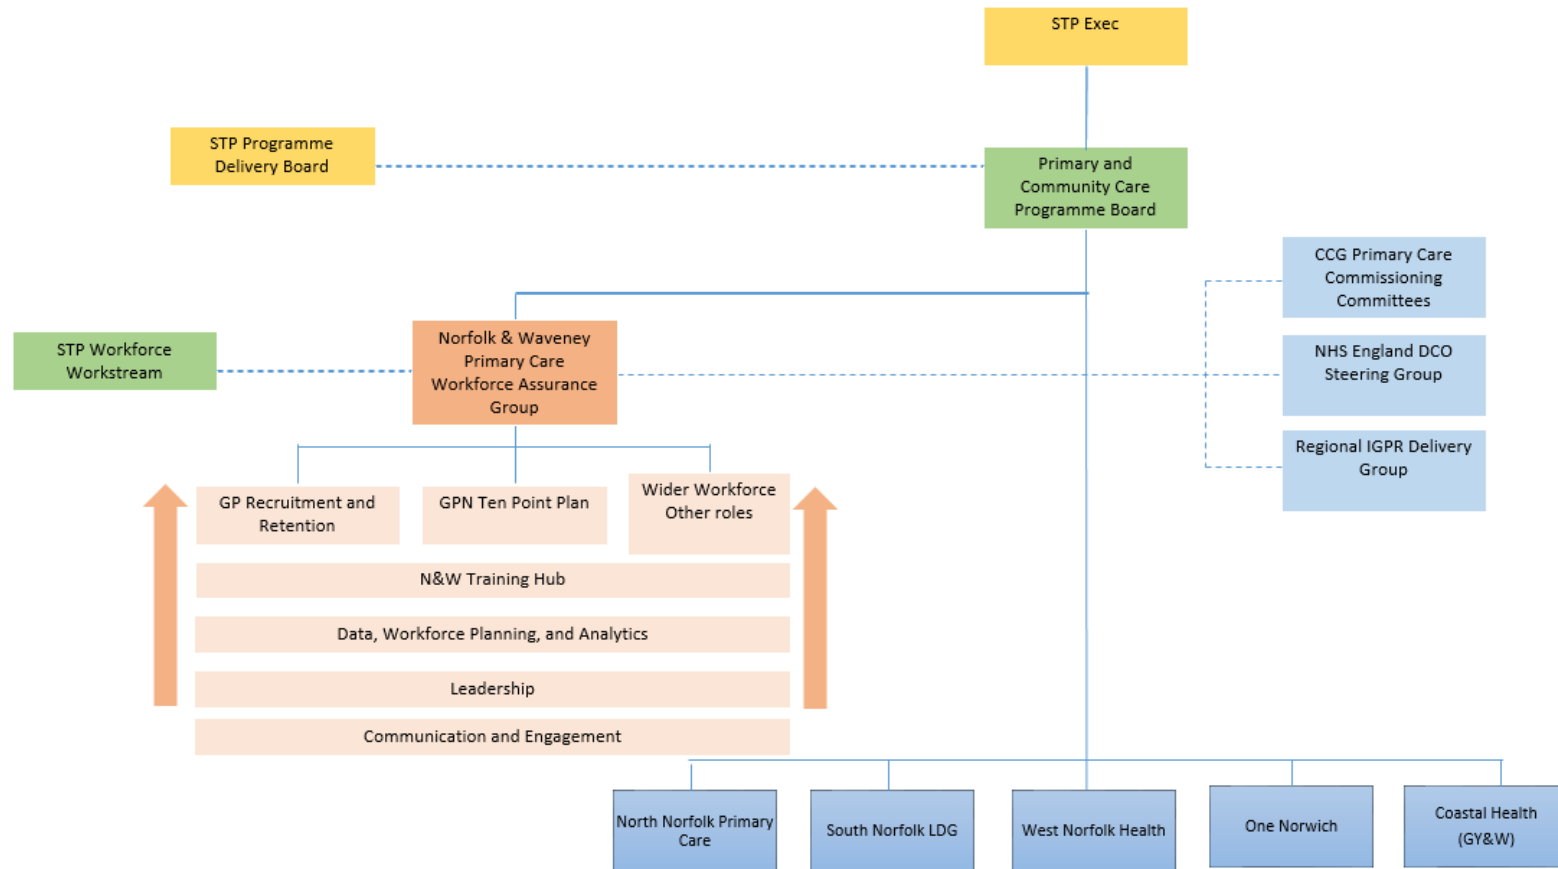 STP Exec
STP Programme
Delivery Board
Primary and
Community Care
Programme Board
CCG Primary Care
Commissioning
Committees
STP Workforce
Workstream
Norfolk & Waveney
Primary Care
Workforce Assurance
Group
NHS England DCO
Steering Group
Regional IGPR Delivery
Group
GP Recruitment and
Retention
GPN Ten Point Plan
Wider Workforce
Other roles
N&W Training Hub
Data, Workforce Planning, and Analytics
Leadership
Communication and Engagement
North Norfolk Primary
Care
South Norfolk LDG
West Norfolk Health
One Norwich
Coastal Health
(GY&W)